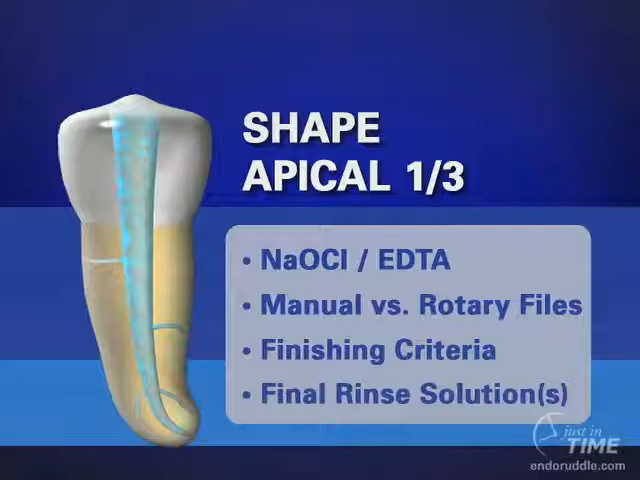 SHAPE
APICAL 1/3
• NaOCl / EDTA
• Manual vs. Rotary Files
• Finishing Criteria
• Final Rinse Solution(s)
just in
TIME
endoruddle.com